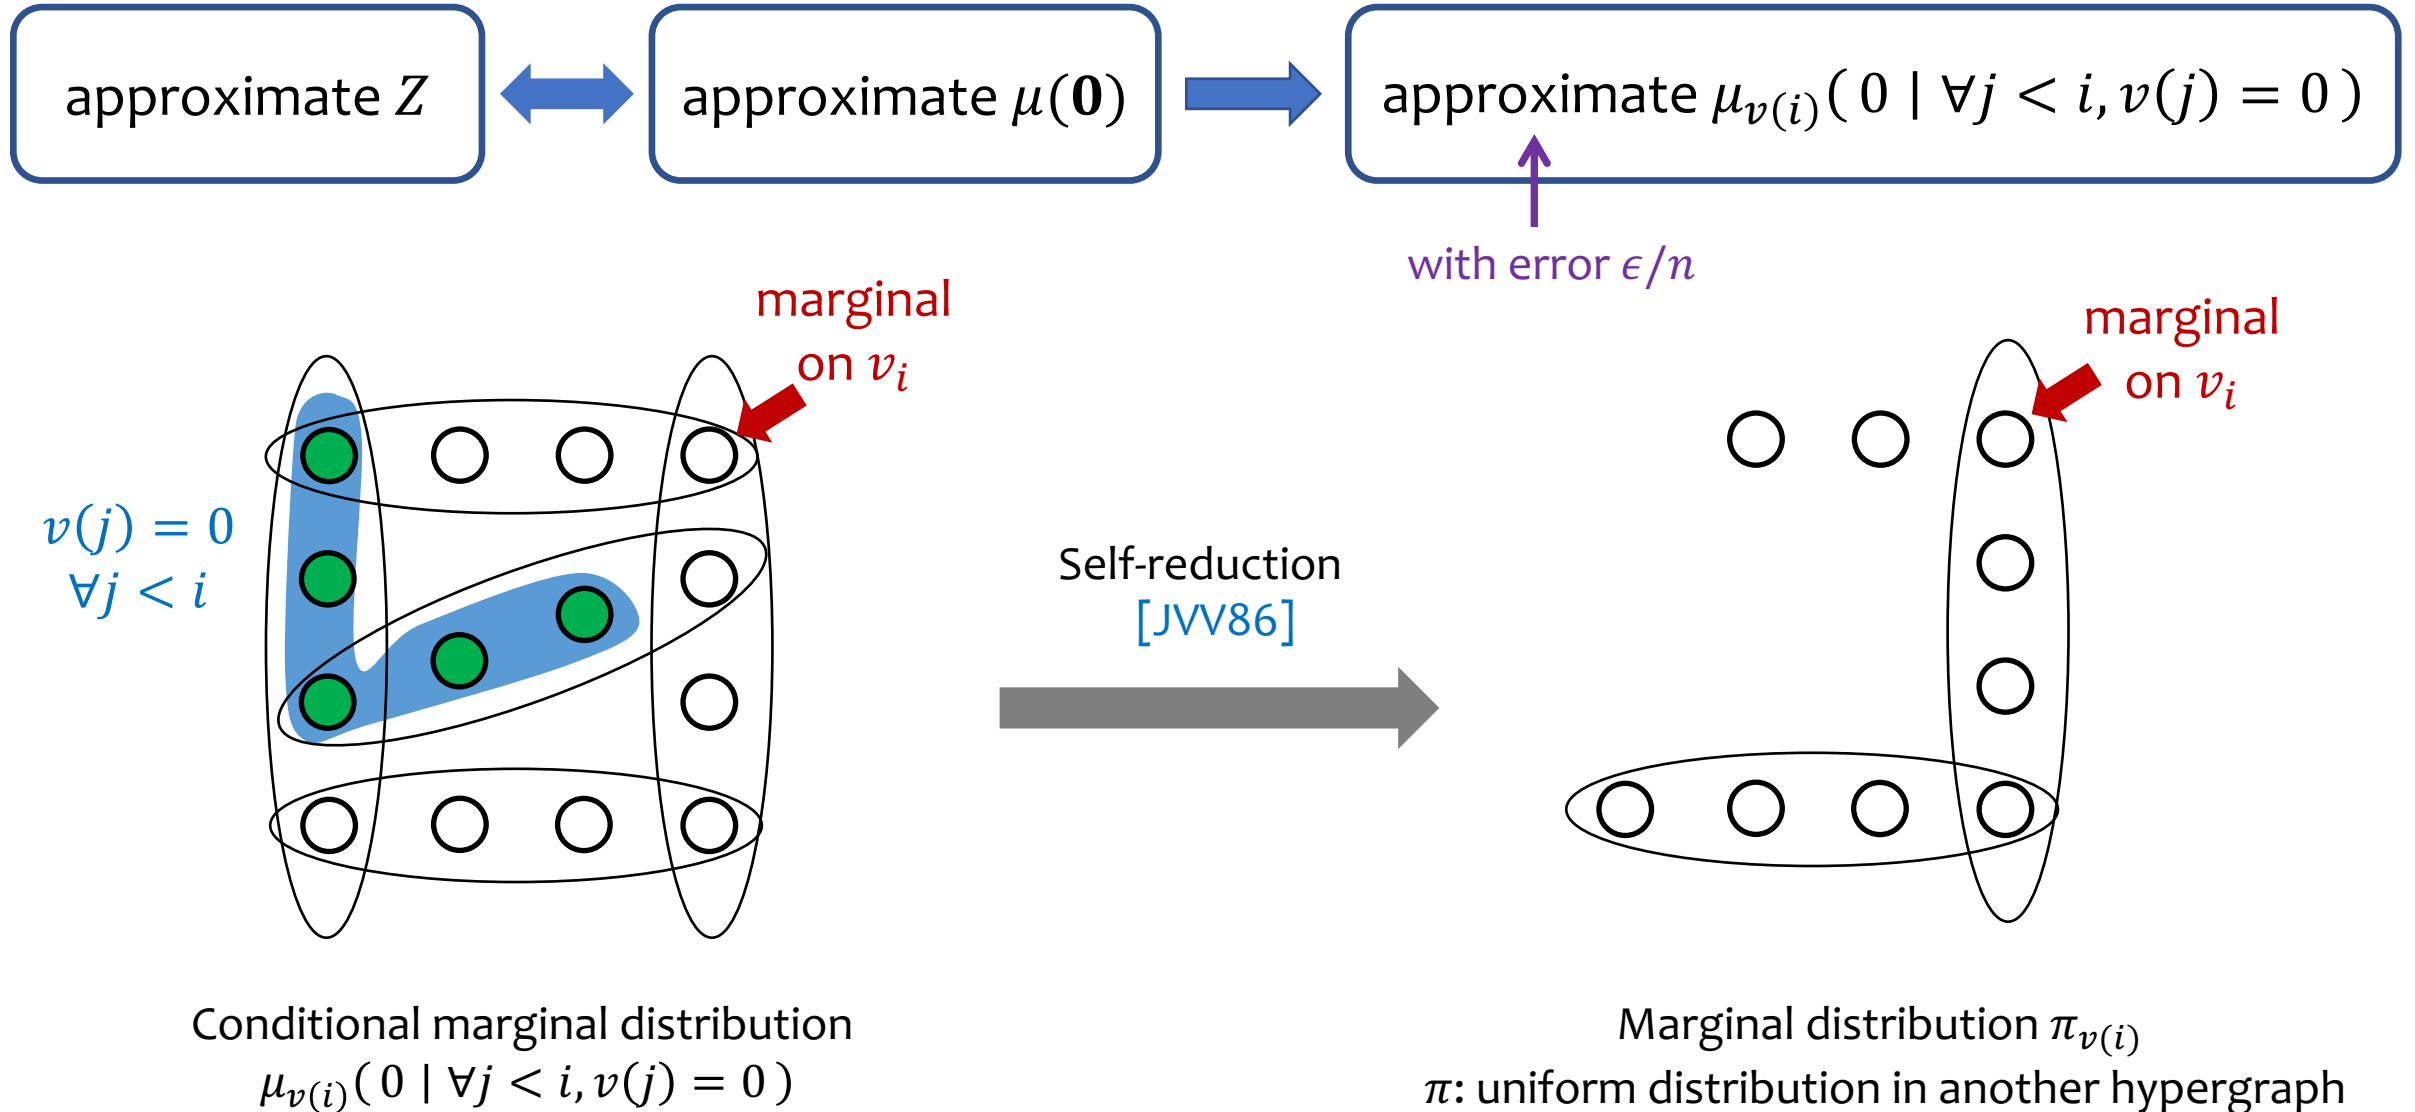 approximate 𝑍
approximate 𝜇(𝟎)
approximate 𝜇_{𝑣(𝑖)}( 0 | ∀𝑗 < 𝑖, 𝑣(𝑗) = 0 )
with error 𝜖/𝑛
marginal
on 𝑣_𝑖
marginal
on 𝑣_𝑖
𝑣(𝑗) = 0
∀𝑗 < 𝑖
Self-reduction
[JVV86]
Conditional marginal distribution
𝜇_{𝑣(𝑖)}( 0 | ∀𝑗 < 𝑖, 𝑣(𝑗) = 0 )
Marginal distribution 𝜋_{𝑣(𝑖)}
𝜋: uniform distribution in another hypergraph